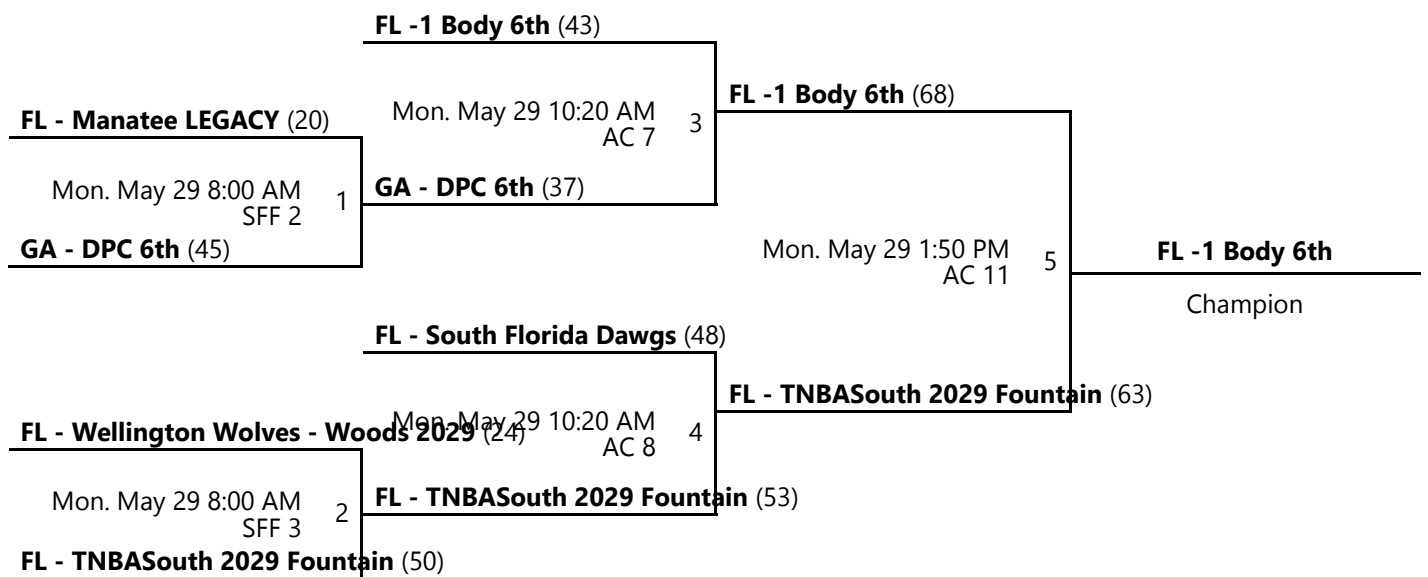 FL -1 Body 6th (43)
Mon. May 29 10:20 AM
AC 7
3
FL -1 Body 6th (68)
FL - Manatee LEGACY (20)
Mon. May 29 8:00 AM
SFF 2
1
GA - DPC 6th (37)
GA - DPC 6th (45)
Mon. May 29 1:50 PM
AC 11
5
FL -1 Body 6th
Champion
FL - South Florida Dawgs (48)
Mon. May 29 10:20 AM
AC 8
4
FL - TNBASouth 2029 Fountain (63)
FL - Wellington Wolves - Woods 2029 (24)
Mon. May 29 8:00 AM
SFF 3
2
FL - TNBASouth 2029 Fountain (53)
FL - TNBASouth 2029 Fountain (50)